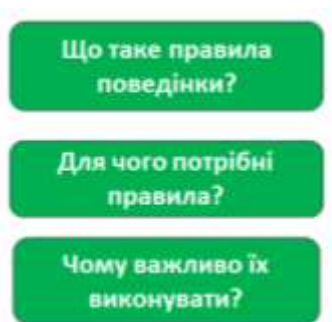 Що таке правила
поведінки?
Для чого потрібні
правила?
Чому важливо їх
виконувати?